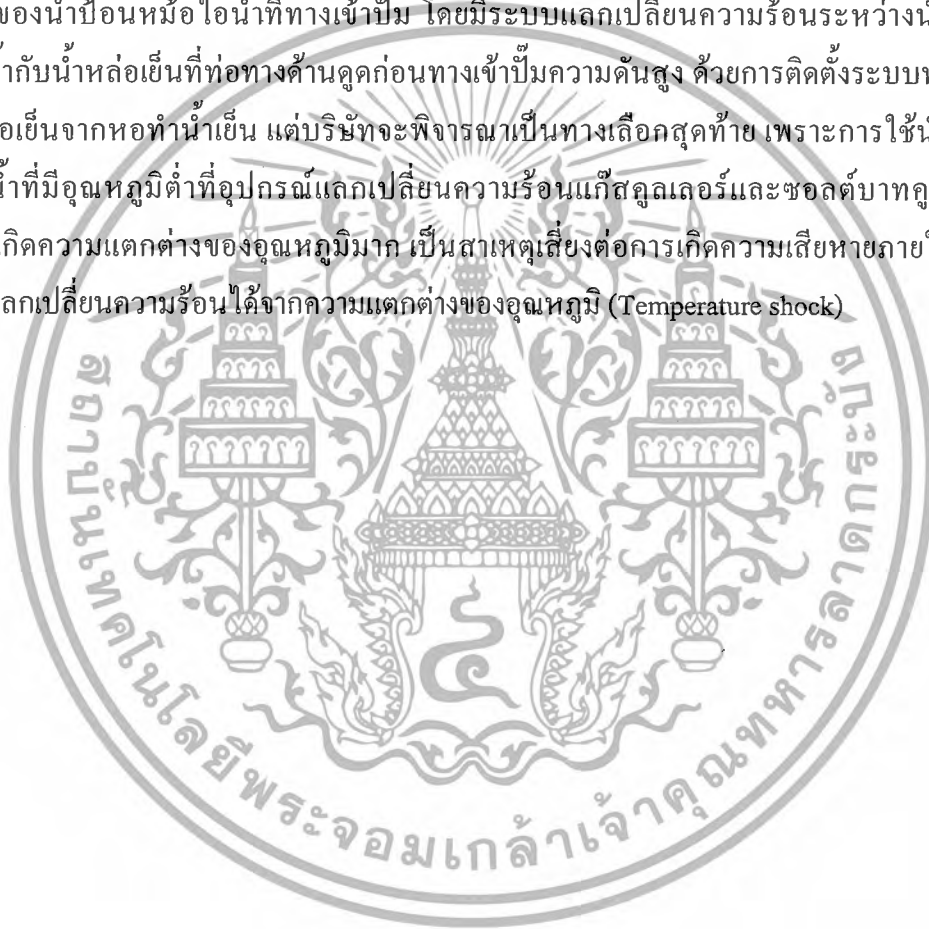 ของน้ำป้อนหม้อไอน้ำที่ทางเข้าปั๊ม โดยมีระบบแลกเปลี่ยนความร้อนระหว่าง
กับน้ำหล่อเย็นที่ท่อทางด้านดูดก่อนทางเข้าปั๊มความดันสูง ด้วยการติดตั้งระบบ
อเย็นจากหอทำน้ำเย็น แต่บริษัทจะพิจารณาเป็นทางเลือกสุดท้าย เพราะการใช้
น้ำที่มีอุณหภูมิต่ำที่อุปกรณ์แลกเปลี่ยนความร้อนแก๊สคูลเลอร์และซอลต์บาทคู
เกิดความแตกต่างของอุณหภูมิมาก เป็นสาเหตุเสี่ยงต่อการเกิดความเสียหายภาย
ลกเปลี่ยนความร้อนได้จากความแตกต่างของอุณหภูมิ (Temperature shock)
สถาบันเทคโนโลยีพระจอมเกล้าเจ้าคุณทหารลาดกระบัง